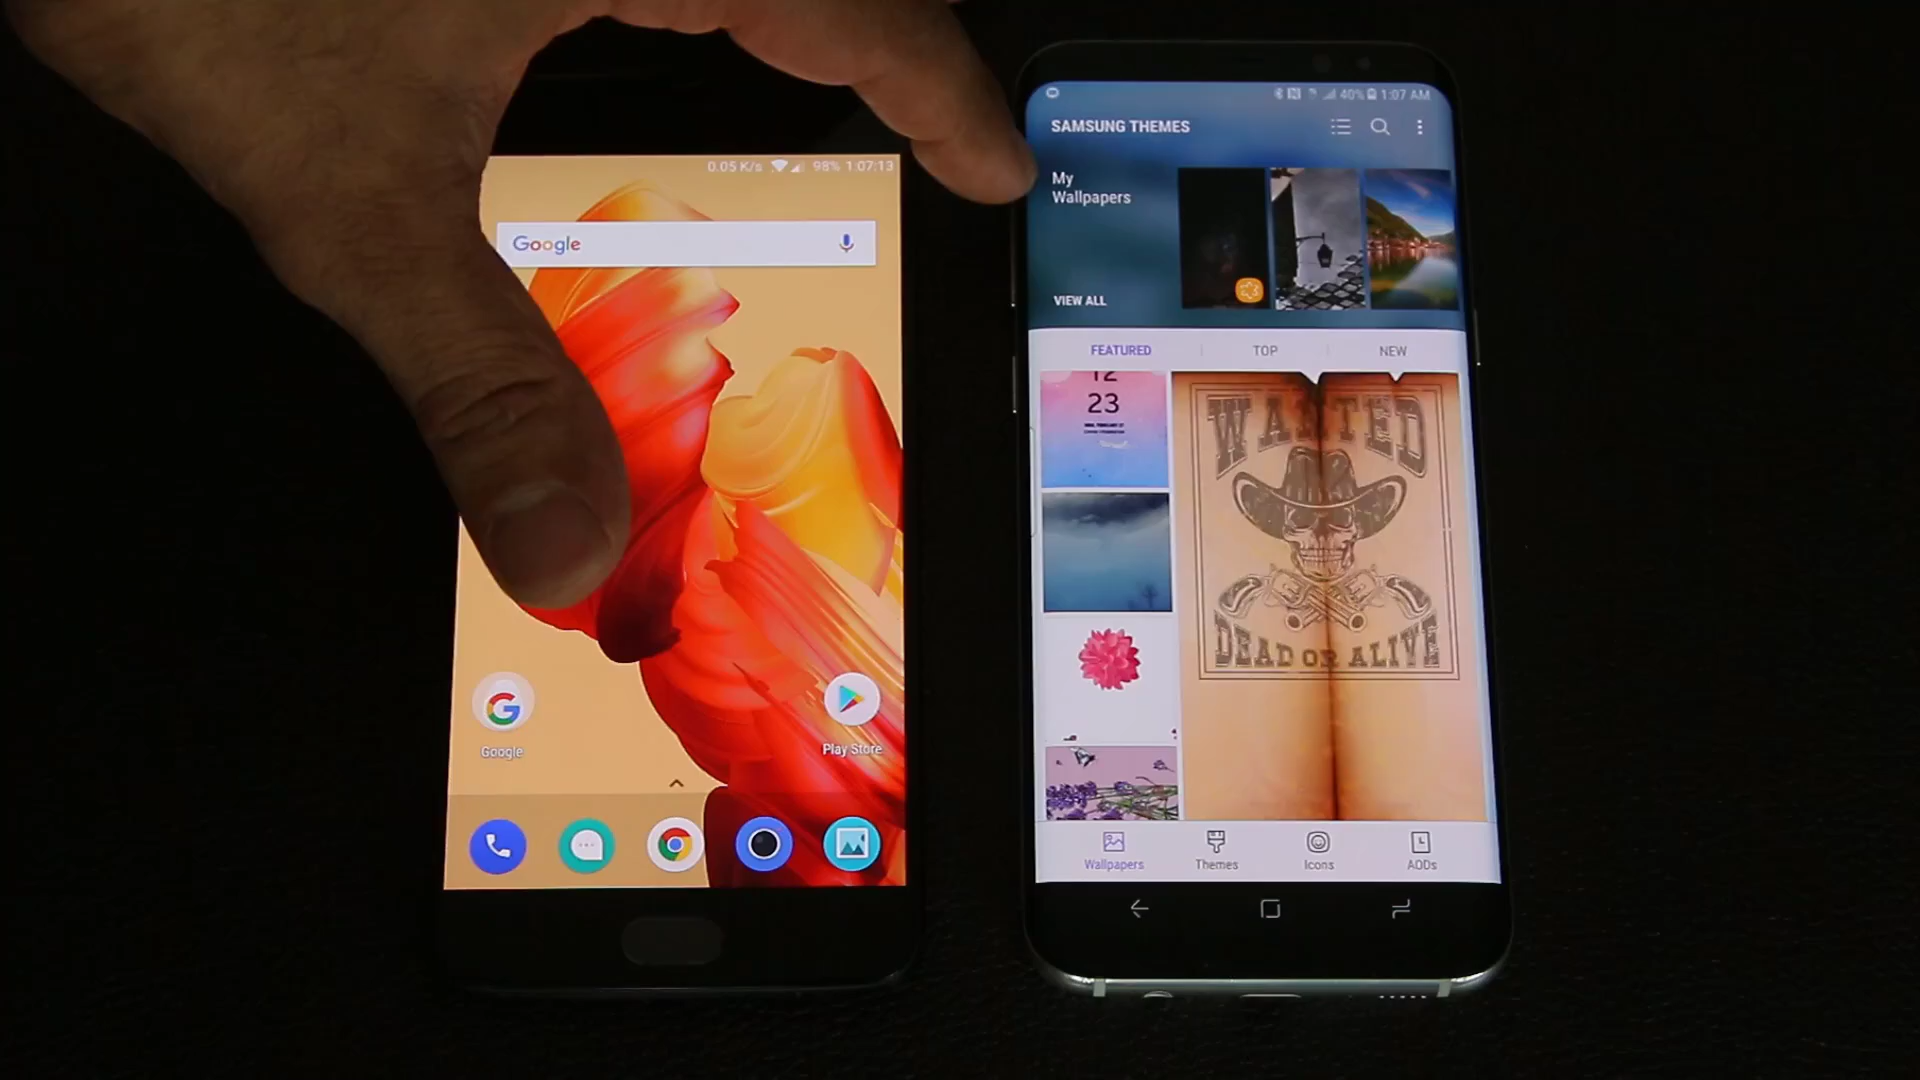 0.05 K/s 98% 1:07:13
Google
Google
Play Store
40% 1:07 AM
SAMSUNG THEMES
My
Wallpapers
VIEW ALL
FEATURED
TOP
NEW
12
23
WANTED
DEAD OR ALIVE
Wallpapers
Themes
Icons
AODs